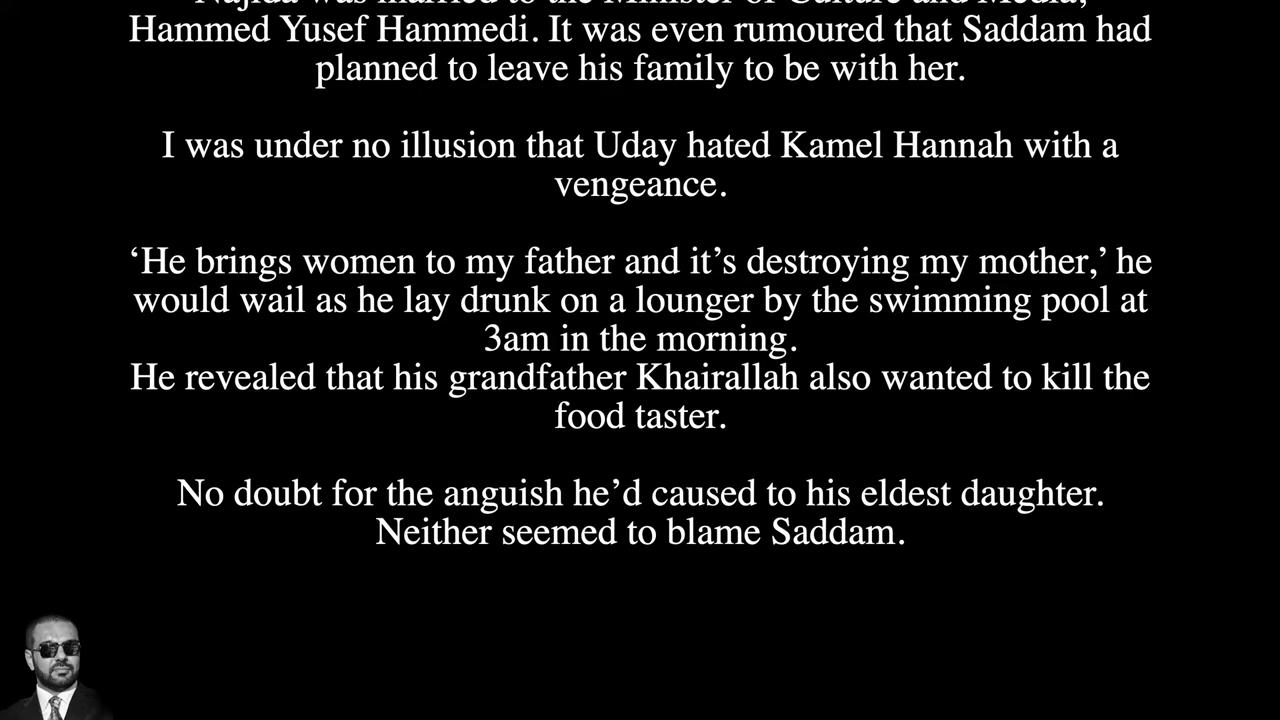 Najida was married to the Minister of Culture and Media,
Hammed Yusef Hammedi. It was even rumoured that Saddam had
planned to leave his family to be with her.
I was under no illusion that Uday hated Kamel Hannah with a
vengeance.
‘He brings women to my father and it’s destroying my mother,’ he
would wail as he lay drunk on a lounger by the swimming pool at
3am in the morning.
He revealed that his grandfather Khairallah also wanted to kill the
food taster.
No doubt for the anguish he’d caused to his eldest daughter.
Neither seemed to blame Saddam.